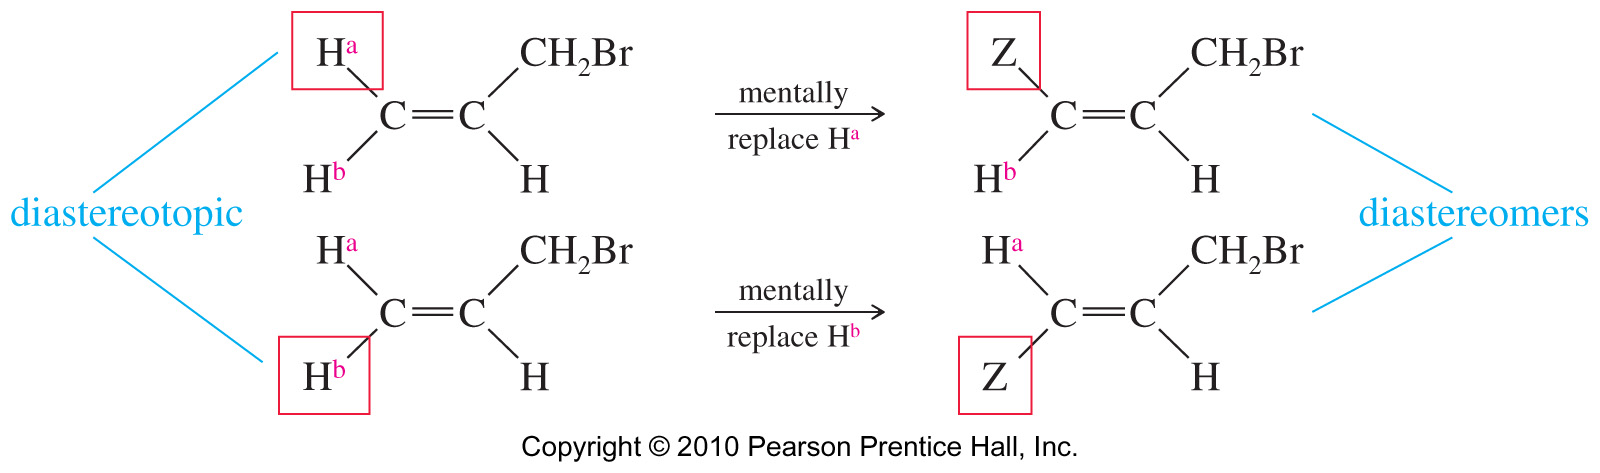 Hᵃ CH₂Br Z CH₂Br
C=C mentally C=C
replace Hᵃ
Hᵇ H Hᵇ H
diastereotopic diastereomers
Hᵃ CH₂Br Hᵃ CH₂Br
C=C mentally C=C
replace Hᵇ
Hᵇ H Z H
Copyright © 2010 Pearson Prentice Hall, Inc.